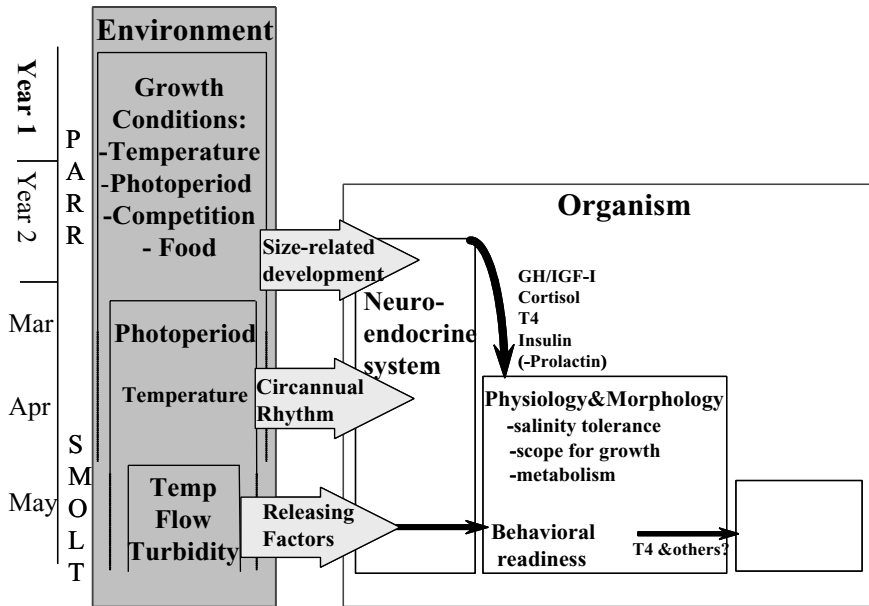 Environment
Year 1
Year 2
Mar
Apr
May
PARR
SMOLT
Growth
Conditions:
-Temperature
-Photoperiod
-Competition
- Food
Photoperiod
Temperature
Temp
Flow
Turbidity
Size-related
development
Circannual
Rhythm
Releasing
Factors
Organism
Neuro-
endocrine
system
GH/IGF-I
Cortisol
T4
Insulin
(-Prolactin)
Physiology&Morphology
-salinity tolerance
-scope for growth
-metabolism
Behavioral
readiness
T4 &others?